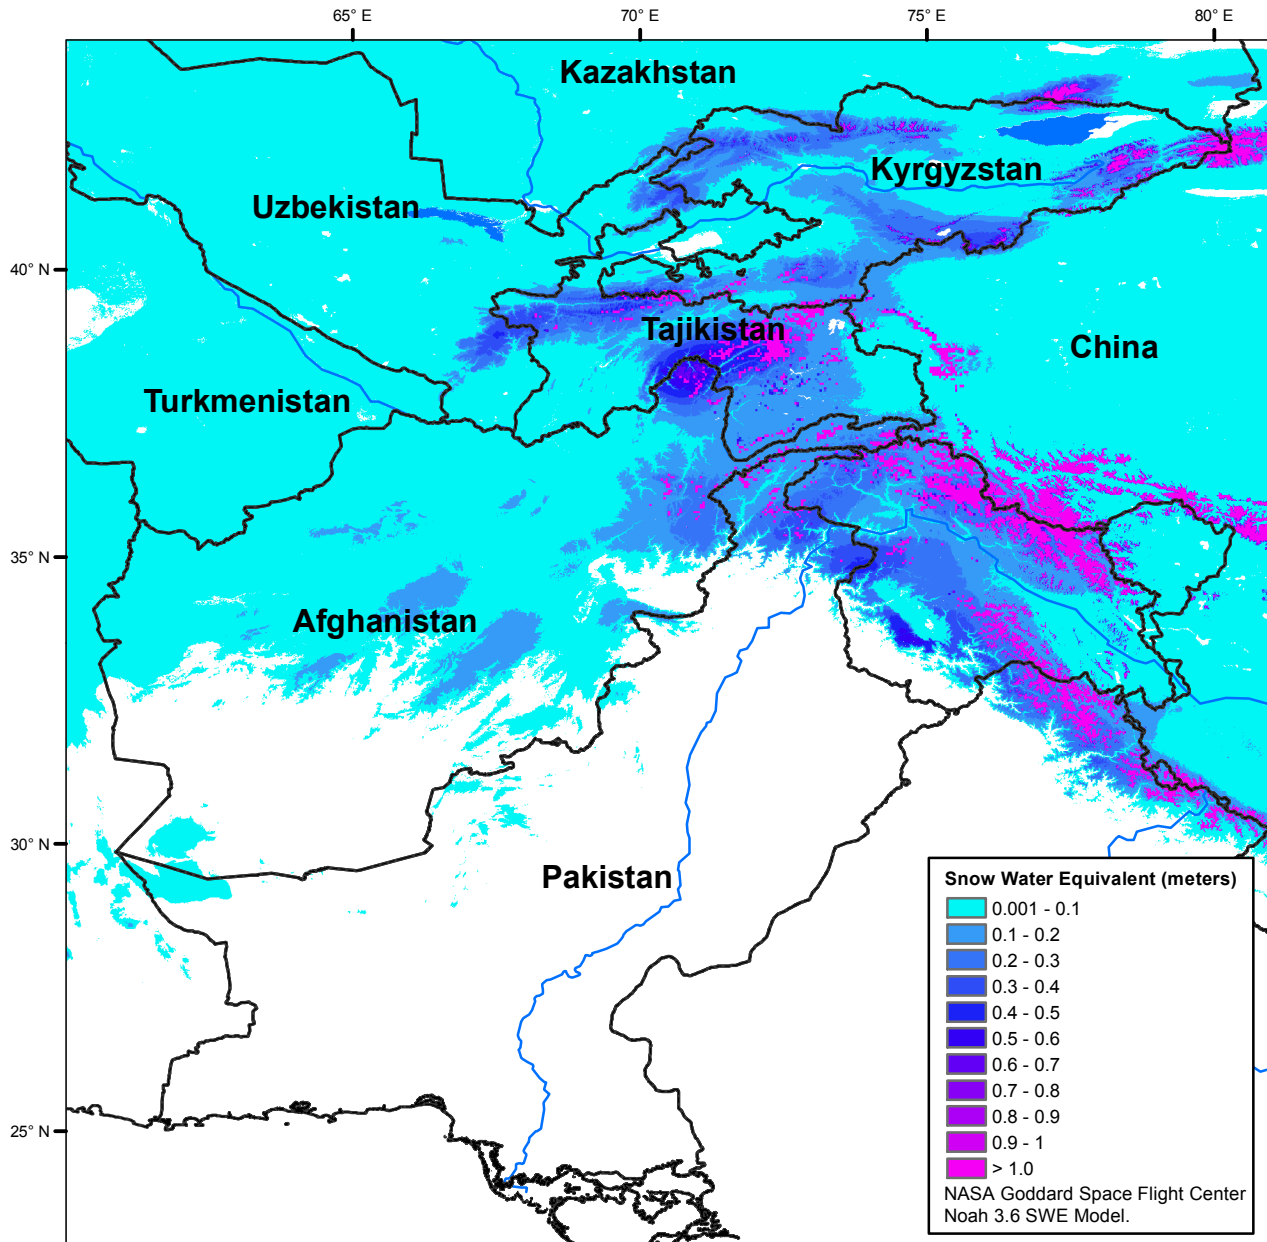 65° E
70° E
75° E
80° E
Kazakhstan
Kyrgyzstan
Uzbekistan
40° N
Tajikistan
China
Turkmenistan
35° N
Afghanistan
30° N
Pakistan
25° N
Snow Water Equivalent (meters)
0.001 - 0.1
0.1 - 0.2
0.2 - 0.3
0.3 - 0.4
0.4 - 0.5
0.5 - 0.6
0.6 - 0.7
0.7 - 0.8
0.8 - 0.9
0.9 - 1
> 1.0
NASA Goddard Space Flight Center
Noah 3.6 SWE Model.